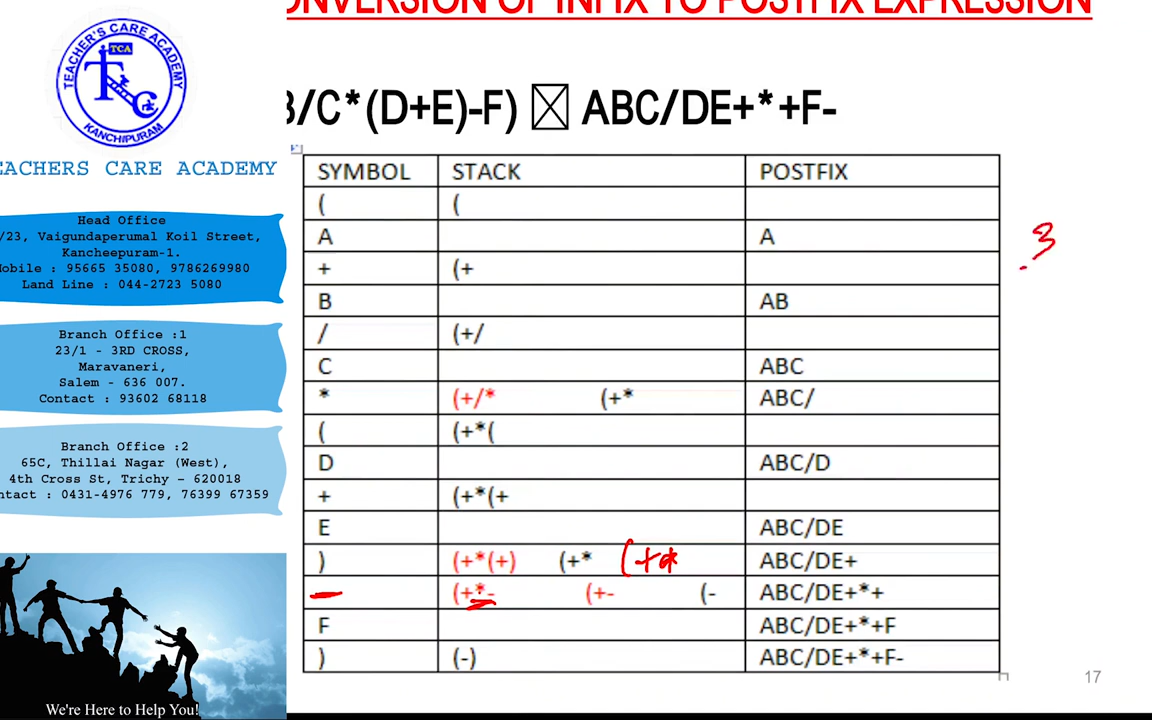 ONVERSION OF INFIX TO POSTFIX EXPRESSION
TEACHER'S CARE ACADEMY
TCA
KANCHIPURAM
B/C*(D+E)-F) ☒ ABC/DE+*+F-
EACHERS CARE ACADEMY
Head Office
/23, Vaigundaperumal Koil Street,
Kancheepuram-1.
Mobile : 95665 35080, 9786269980
Land Line : 044-2723 5080
Branch Office :1
23/1 - 3RD CROSS,
Maravaneri,
Salem - 636 007.
Contact : 93602 68118
Branch Office :2
65C, Thillai Nagar (West),
4th Cross St, Trichy – 620018
ntact : 0431-4976 779, 76399 67359
We're Here to Help You!
SYMBOL STACK POSTFIX
( (
A A
+ (+
B AB
/ (+/
C ABC
* (+/* (+* ABC/
( (+*(
D ABC/D
+ (+*(+
E ABC/DE
) (+*(+) (+* (+* ABC/DE+
- (+*- (+- (- ABC/DE+*+
F ABC/DE+*+F
) (-) ABC/DE+*+F-
3
17